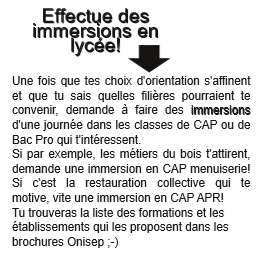 Effectue des
immersions en
lycée!
Une fois que tes choix d'orientation s'affinent
et que tu sais quelles filières pourraient te
convenir, demande à faire des immersions
d'une journée dans les classes de CAP ou de
Bac Pro qui t'intéressent.
Si par exemple, les métiers du bois t'attirent,
demande une immersion en CAP menuiserie!
Si c'est la restauration collective qui te
motive, vite une immersion en CAP APR!
Tu trouveras la liste des formations et les
établissements qui les proposent dans les
brochures Onisep ;-)